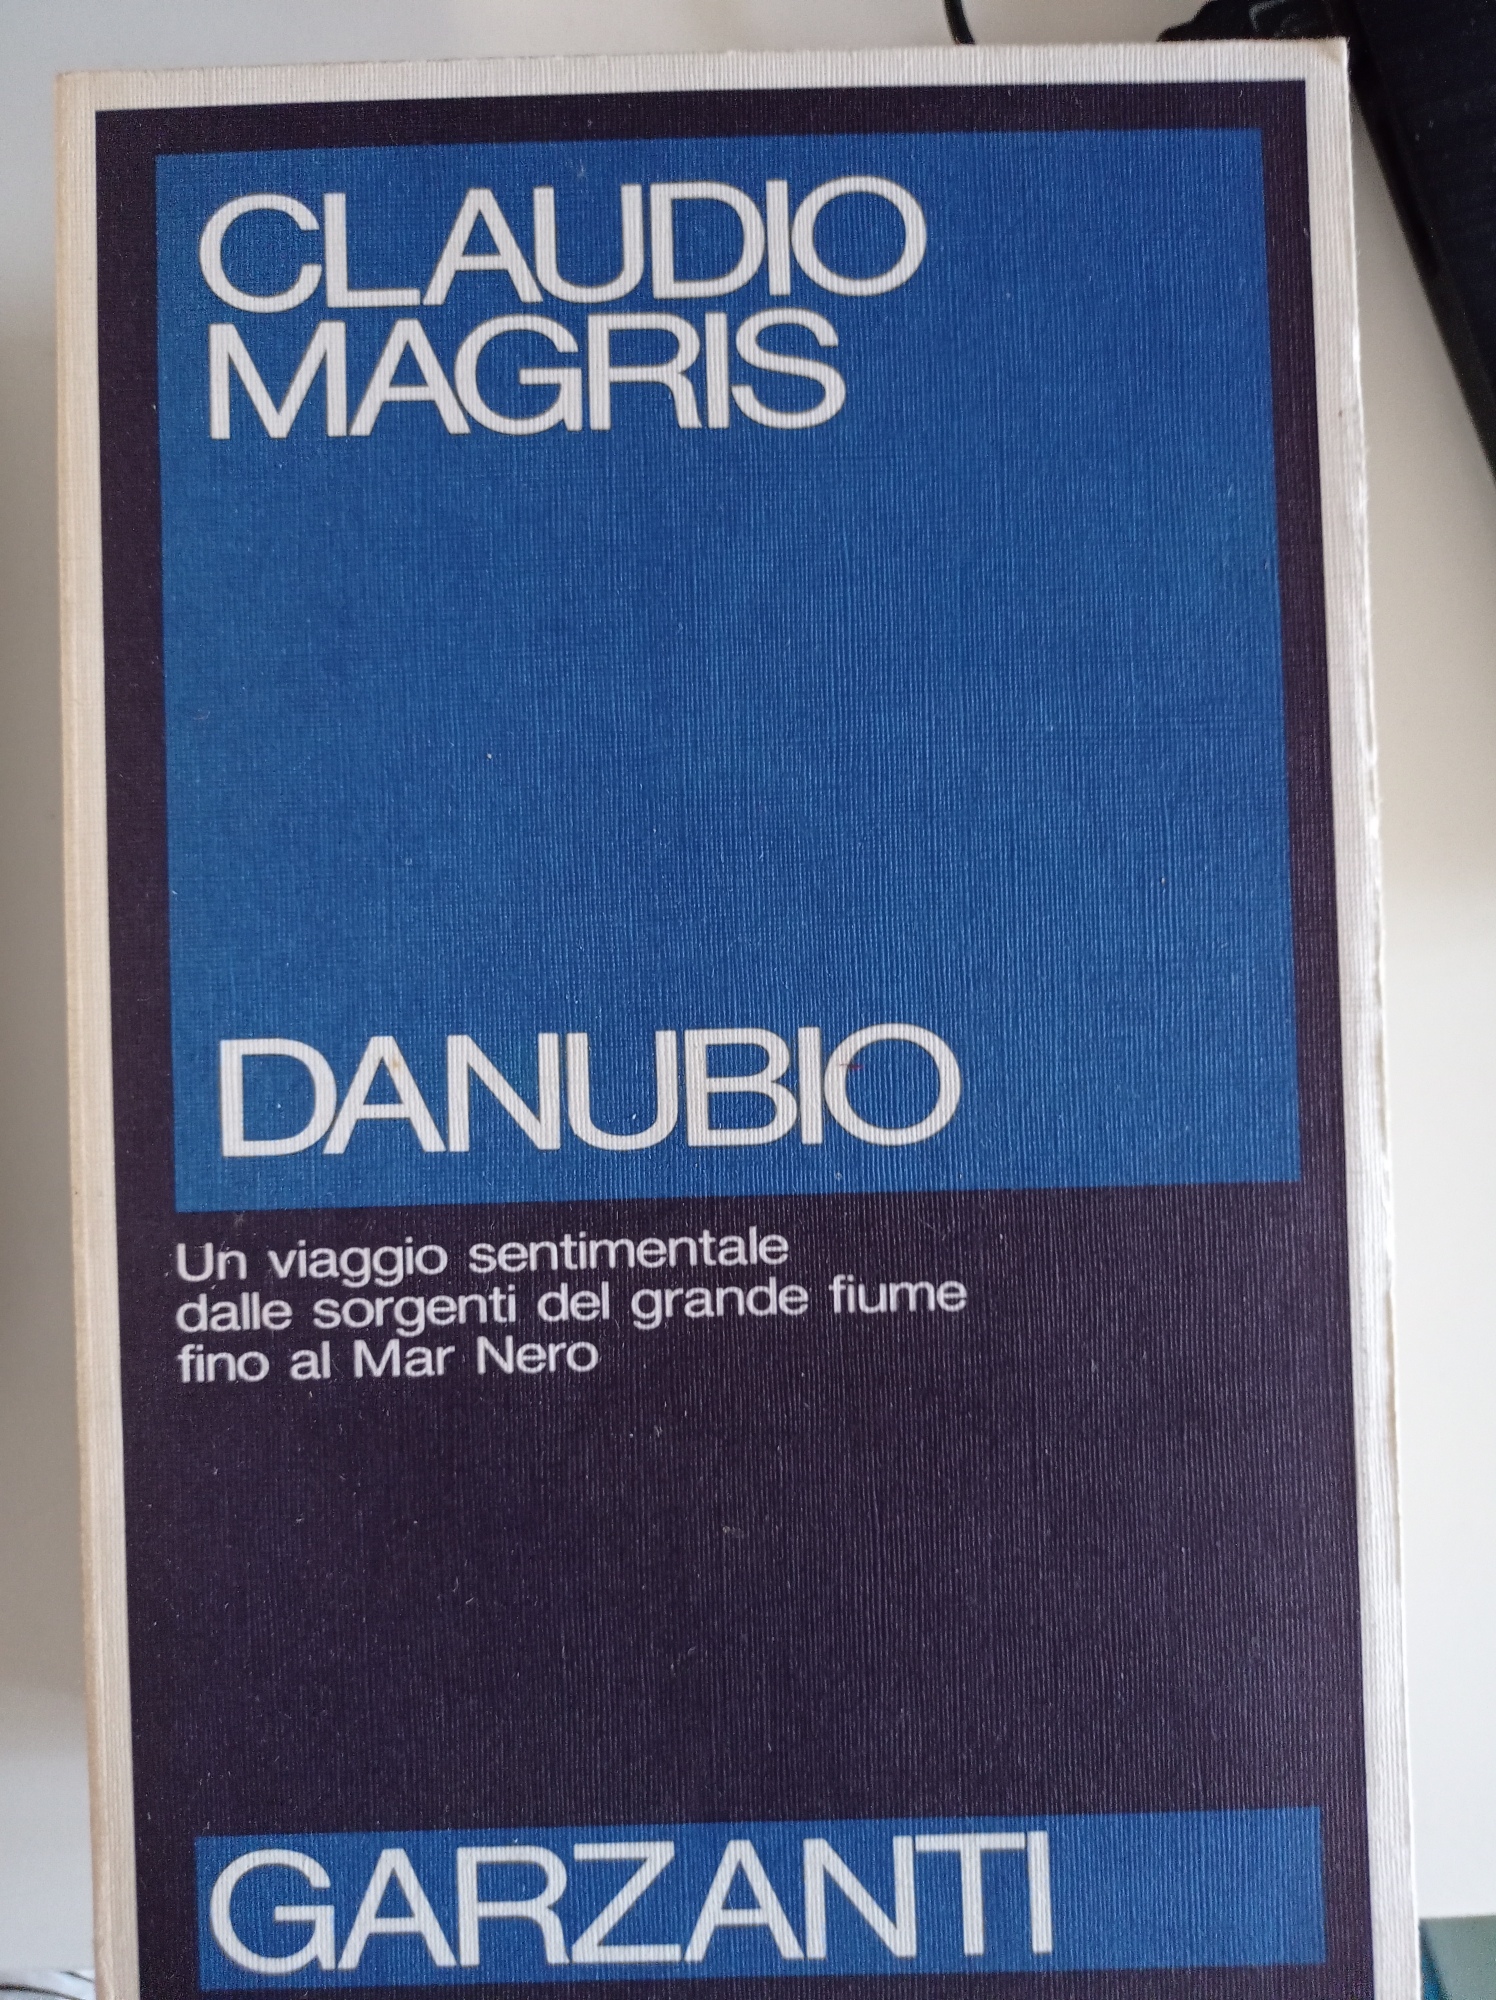 CLAUDIO
MAGRIS
DANUBIO
Un viaggio sentimentale
dalle sorgenti del grande fiume
fino al Mar Nero
GARZANTI